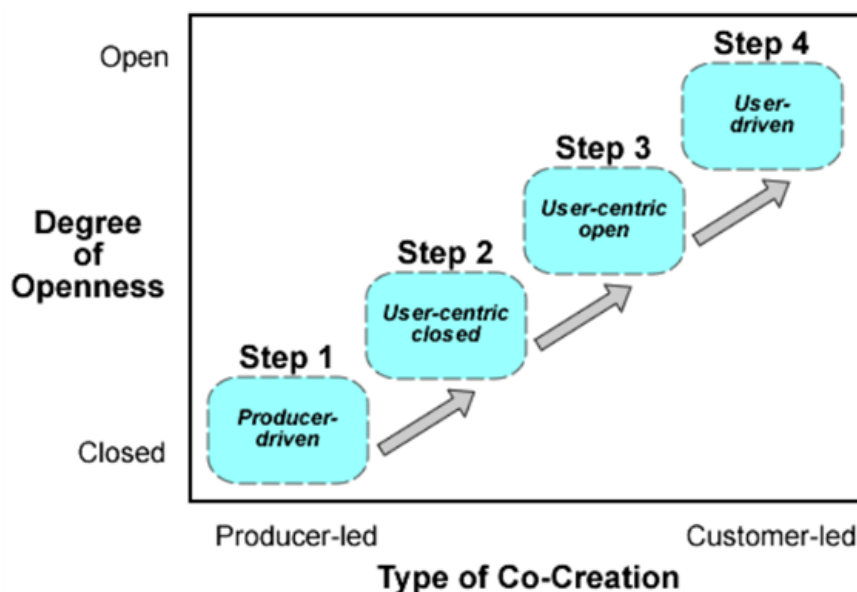 Open
Step 4
User-
driven
Step 3
User-centric
open
Degree
of
Openness
Step 2
User-centric
closed
Step 1
Producer-
driven
Closed
Producer-led
Customer-led
Type of Co-Creation